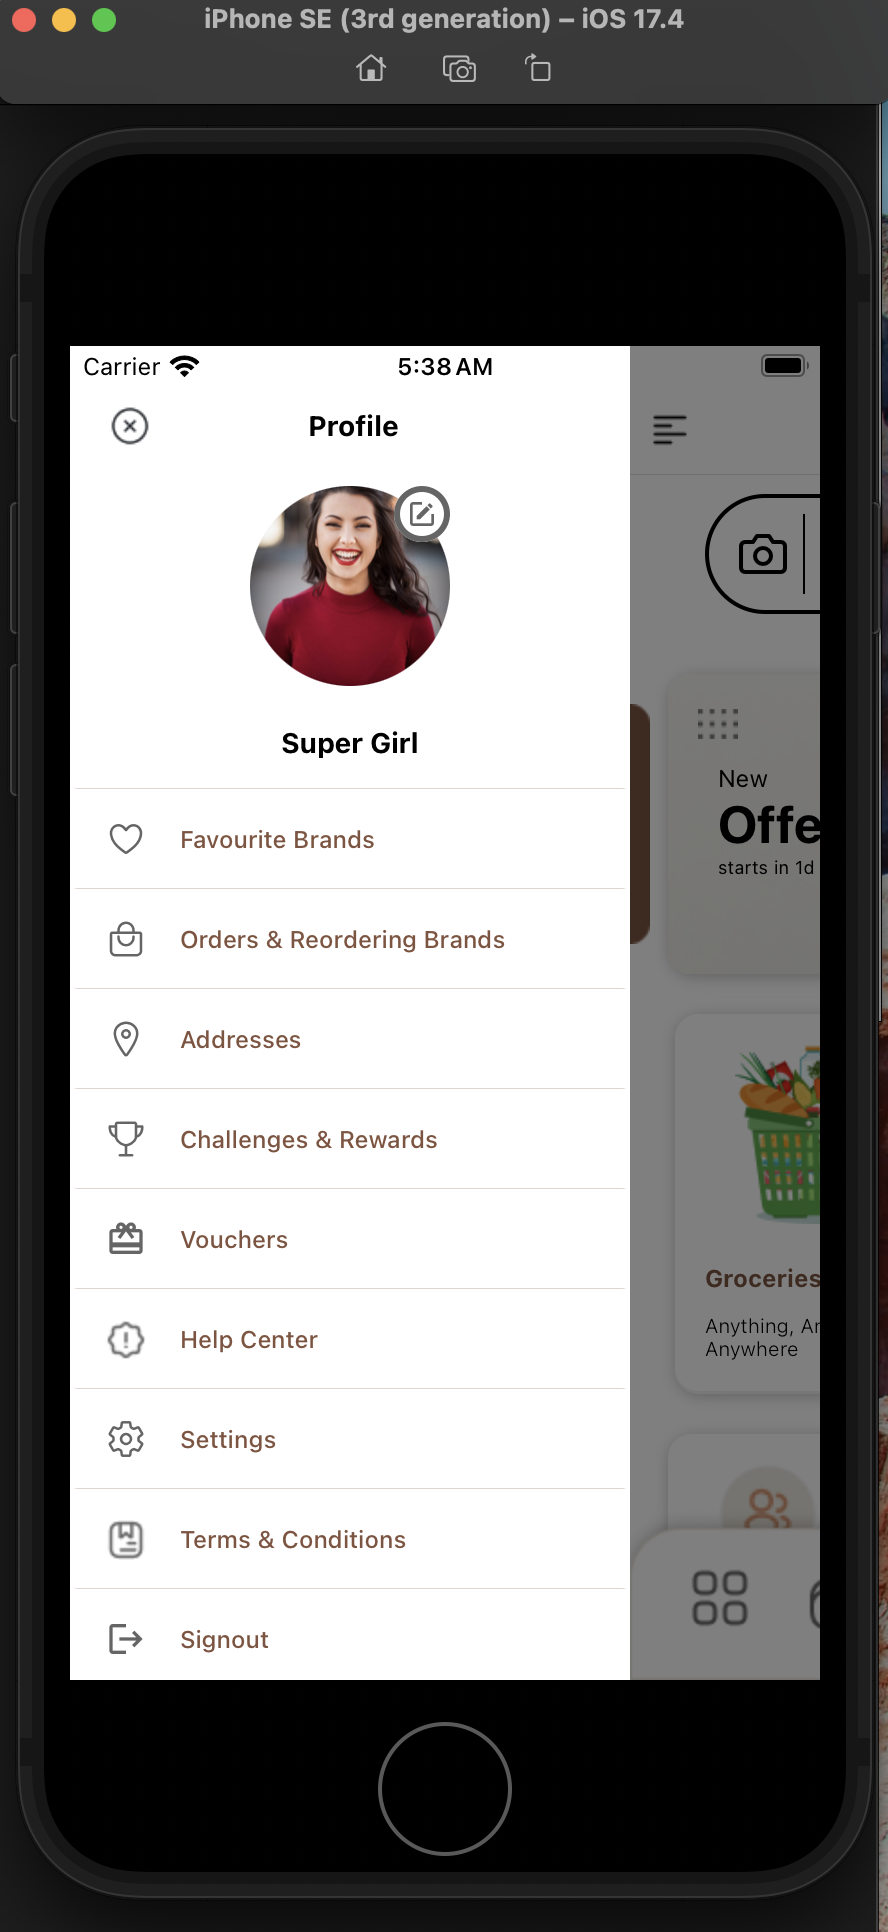 iPhone SE (3rd generation) – iOS 17.4
Carrier 5:38 AM
Profile
Super Girl
Favourite Brands
Orders & Reordering Brands
Addresses
Challenges & Rewards
Vouchers
Help Center
Settings
Terms & Conditions
Signout
New
Offe
starts in 1d
Groceries
Anything, Ar
Anywhere